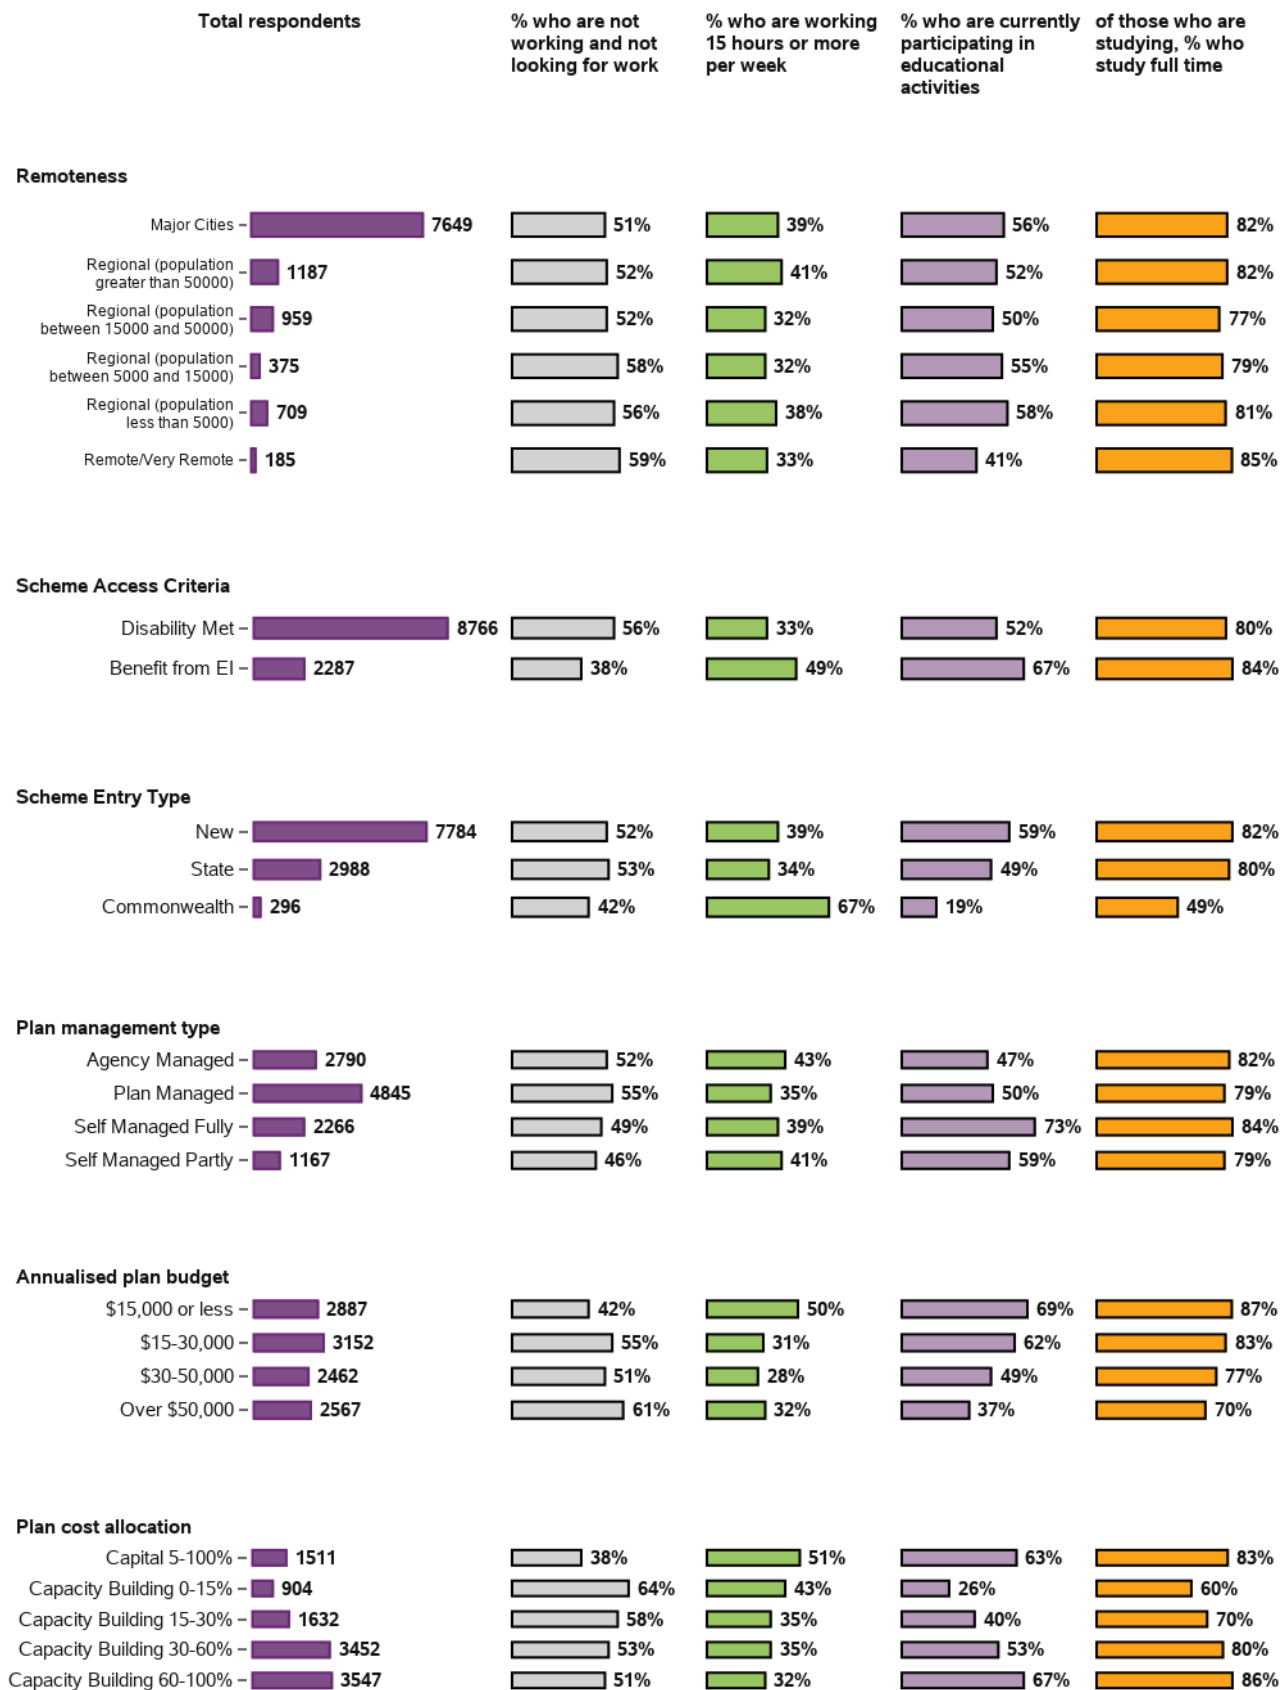 Total respondents
% who are not working and not looking for work
% who are working 15 hours or more per week
% who are currently participating in educational activities
of those who are studying, % who study full time
Remoteness
Major Cities 7649 51% 39% 56% 82%
Regional (population greater than 50000) 1187 52% 41% 52% 82%
Regional (population between 15000 and 50000) 959 52% 32% 50% 77%
Regional (population between 5000 and 15000) 375 58% 32% 55% 79%
Regional (population less than 5000) 709 56% 38% 58% 81%
Remote/Very Remote 185 59% 33% 41% 85%
Scheme Access Criteria
Disability Met 8766 56% 33% 52% 80%
Benefit from EI 2287 38% 49% 67% 84%
Scheme Entry Type
New 7784 52% 39% 59% 82%
State 2988 53% 34% 49% 80%
Commonwealth 296 42% 67% 19% 49%
Plan management type
Agency Managed 2790 52% 43% 47% 82%
Plan Managed 4845 55% 35% 50% 79%
Self Managed Fully 2266 49% 39% 73% 84%
Self Managed Partly 1167 46% 41% 59% 79%
Annualised plan budget
$15,000 or less 2887 42% 50% 69% 87%
$15-30,000 3152 55% 31% 62% 83%
$30-50,000 2462 51% 28% 49% 77%
Over $50,000 2567 61% 32% 37% 70%
Plan cost allocation
Capital 5-100% 1511 38% 51% 63% 83%
Capacity Building 0-15% 904 64% 43% 26% 60%
Capacity Building 15-30% 1632 58% 35% 40% 70%
Capacity Building 30-60% 3452 53% 35% 53% 80%
Capacity Building 60-100% 3547 51% 32% 67% 86%